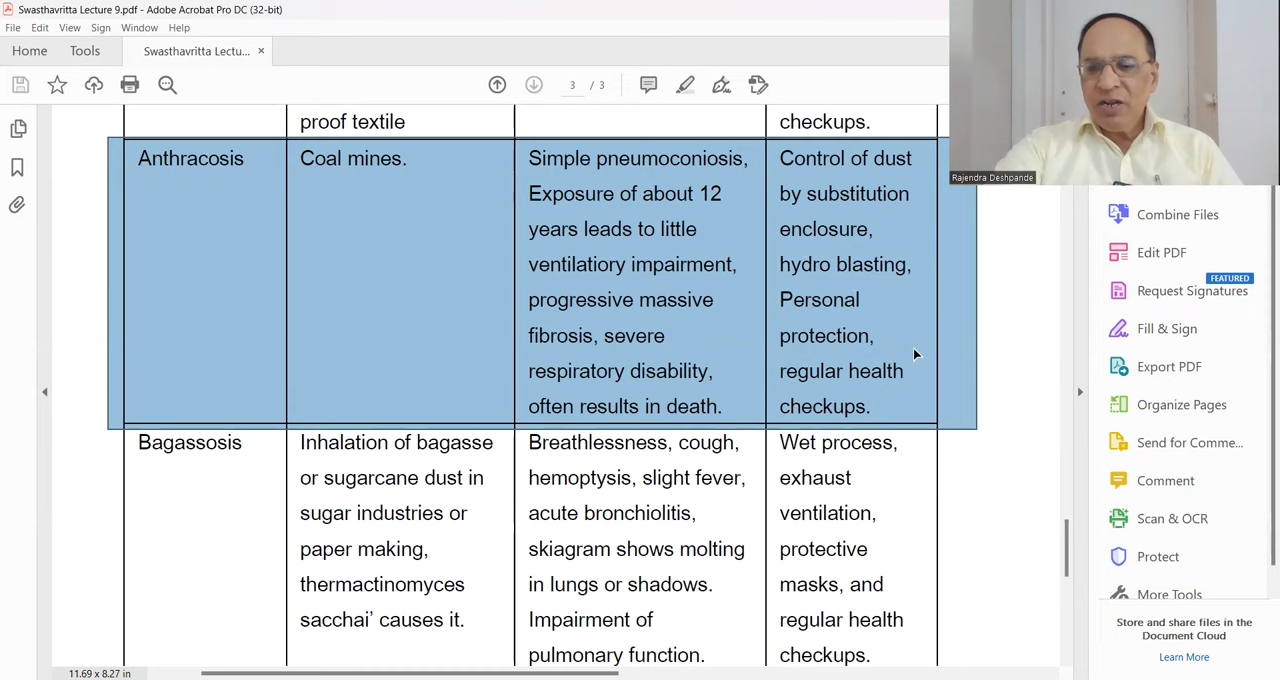 Swasthavritta Lecture 9.pdf - Adobe Acrobat Pro DC (32-bit)
File Edit View Sign Window Help
Home Tools Swasthavritta Lectu... ×
3 / 3
Rajendra Deshpande
proof textile
checkups.
Anthracosis
Coal mines.
Simple pneumoconiosis,
Exposure of about 12
years leads to little
ventilatiory impairment,
progressive massive
fibrosis, severe
respiratory disability,
often results in death.
Control of dust
by substitution
enclosure,
hydro blasting,
Personal
protection,
regular health
checkups.
Bagassosis
Inhalation of bagasse
or sugarcane dust in
sugar industries or
paper making,
thermactinomyces
sacchai’ causes it.
Breathlessness, cough,
hemoptysis, slight fever,
acute bronchiolitis,
skiagram shows molting
in lungs or shadows.
Impairment of
pulmonary function.
Wet process,
exhaust
ventilation,
protective
masks, and
regular health
checkups.
Combine Files
Edit PDF
FEATURED
Request Signatures
Fill & Sign
Export PDF
Organize Pages
Send for Comme...
Comment
Scan & OCR
Protect
More Tools
Store and share files in the
Document Cloud
Learn More
11.69 x 8.27 in